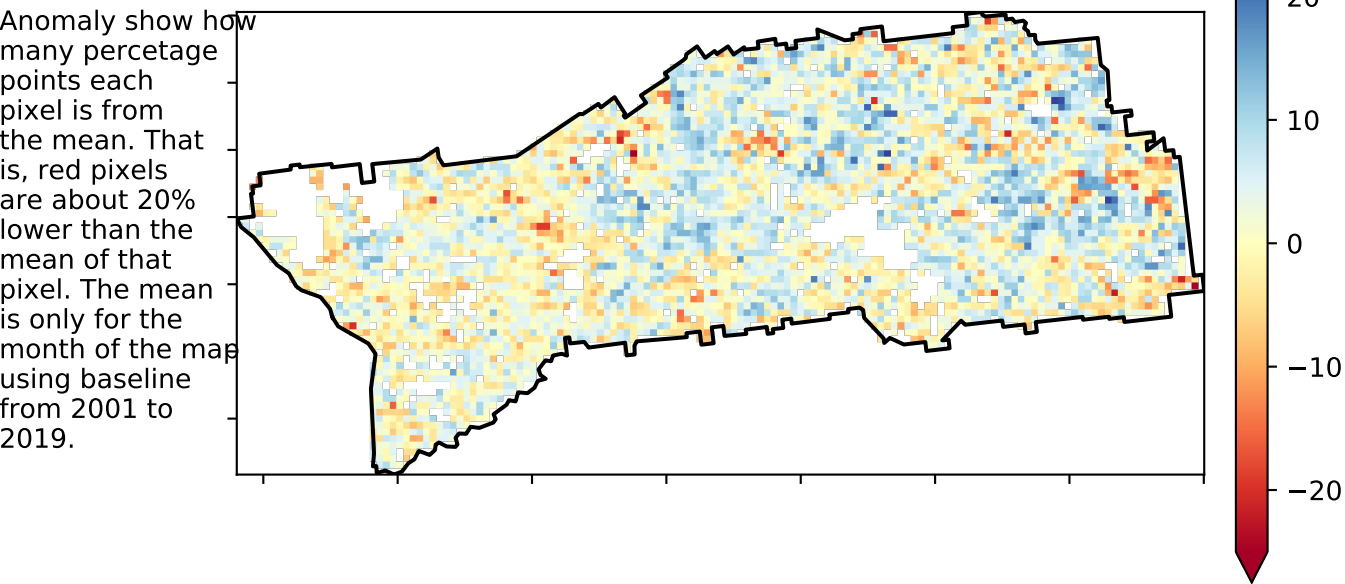 Anomaly show how
many percetage
points each
pixel is from
the mean. That
is, red pixels
are about 20%
lower than the
mean of that
pixel. The mean
is only for the
month of the map
using baseline
from 2001 to
2019.
20
10
0
−10
−20